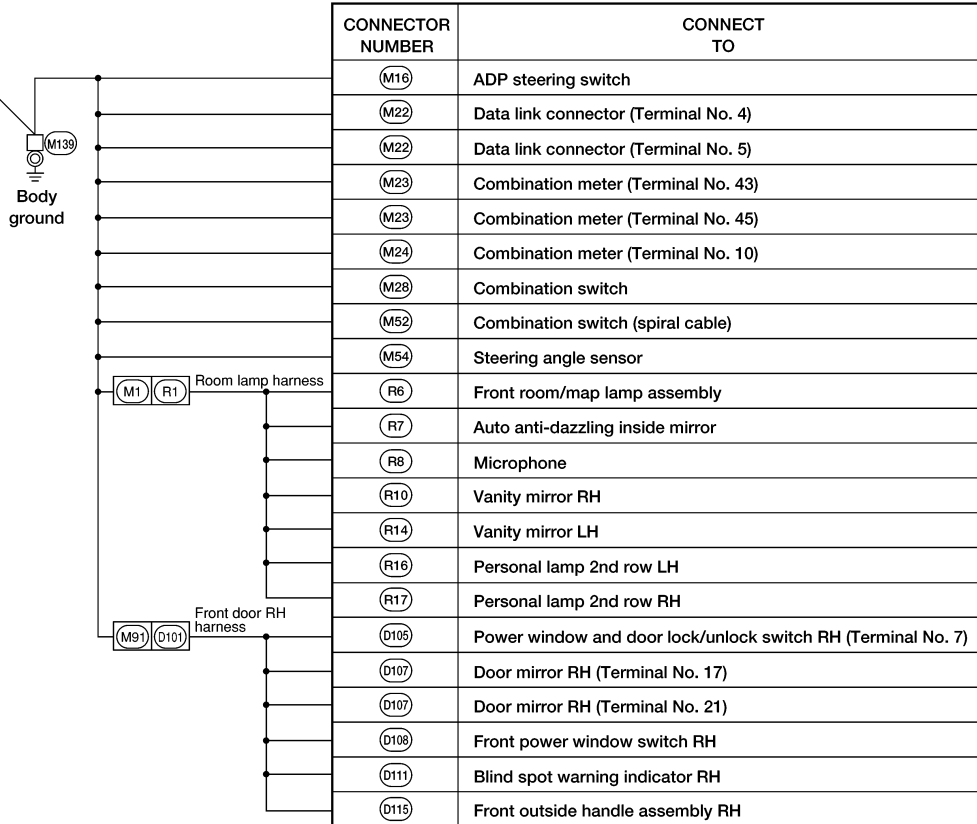 CONNECTOR NUMBER CONNECT TO
M16 ADP steering switch
M22 Data link connector (Terminal No. 4)
M139
M22 Data link connector (Terminal No. 5)
M23 Combination meter (Terminal No. 43)
Body
ground
M23 Combination meter (Terminal No. 45)
M24 Combination meter (Terminal No. 10)
M28 Combination switch
M52 Combination switch (spiral cable)
M54 Steering angle sensor
M1 R1 Room lamp harness R6 Front room/map lamp assembly
R7 Auto anti-dazzling inside mirror
R8 Microphone
R10 Vanity mirror RH
R14 Vanity mirror LH
R16 Personal lamp 2nd row LH
R17 Personal lamp 2nd row RH
Front door RH
harness
M91 D101 D105 Power window and door lock/unlock switch RH (Terminal No. 7)
D107 Door mirror RH (Terminal No. 17)
D107 Door mirror RH (Terminal No. 21)
D108 Front power window switch RH
D111 Blind spot warning indicator RH
D115 Front outside handle assembly RH